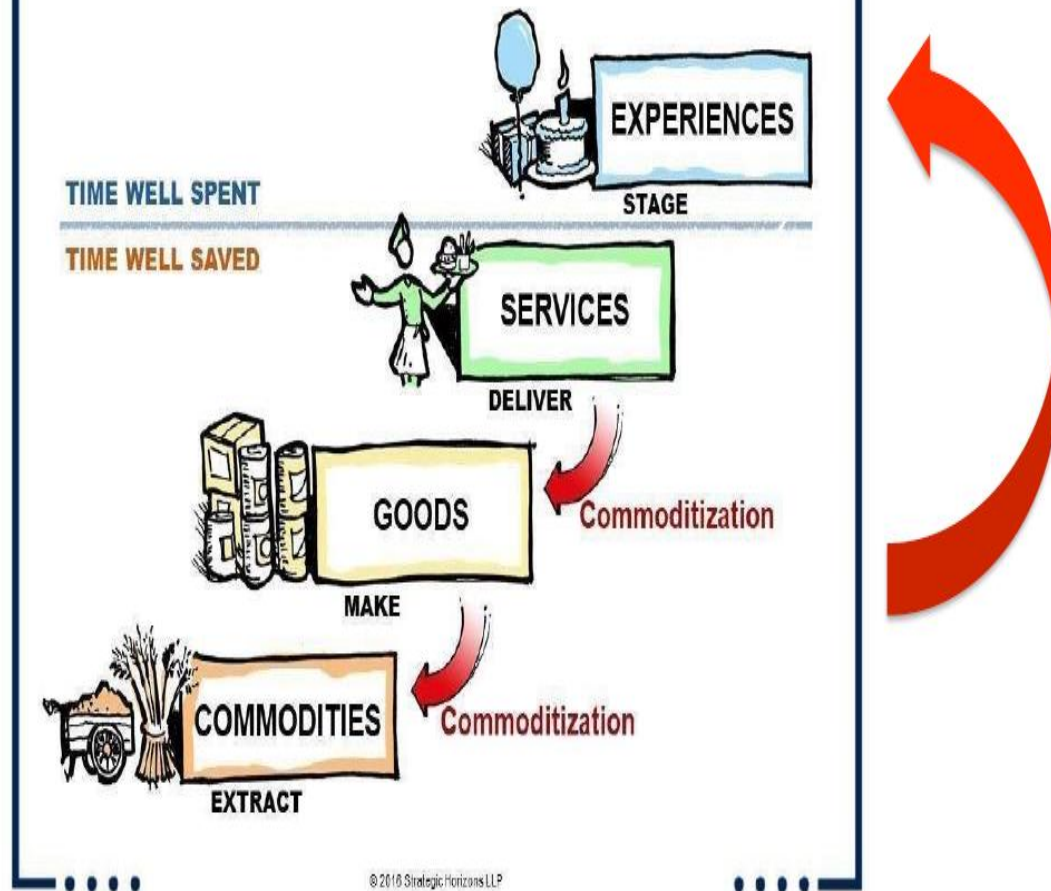 EXPERIENCES
STAGE
TIME WELL SPENT
TIME WELL SAVED
SERVICES
DELIVER
GOODS
Commoditization
MAKE
COMMODITIES
Commoditization
EXTRACT
© 2016 Strategic Horizons LLP